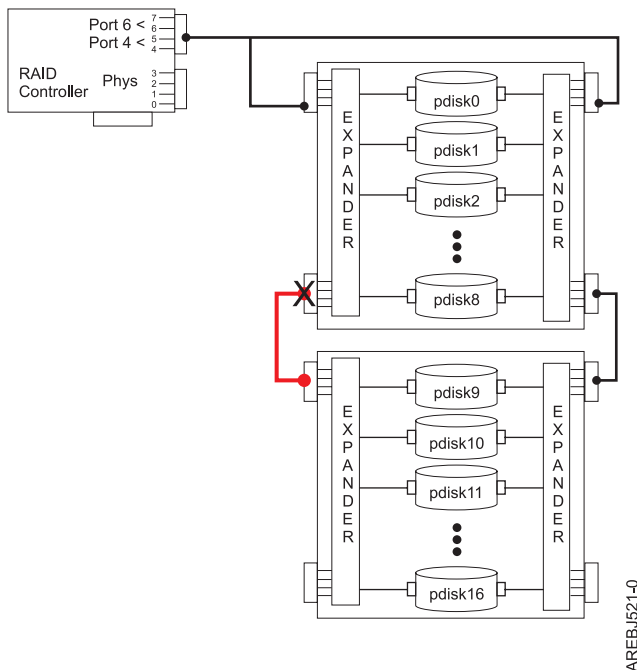 Port 6 <
Port 4 <
7
6
5
4
RAID
Controller
Phys
3
2
1
0
EXPANDER
pdisk0
pdisk1
pdisk2
pdisk8
EXPANDER
X
EXPANDER
pdisk9
pdisk10
pdisk11
pdisk16
EXPANDER
AREBJ521-0